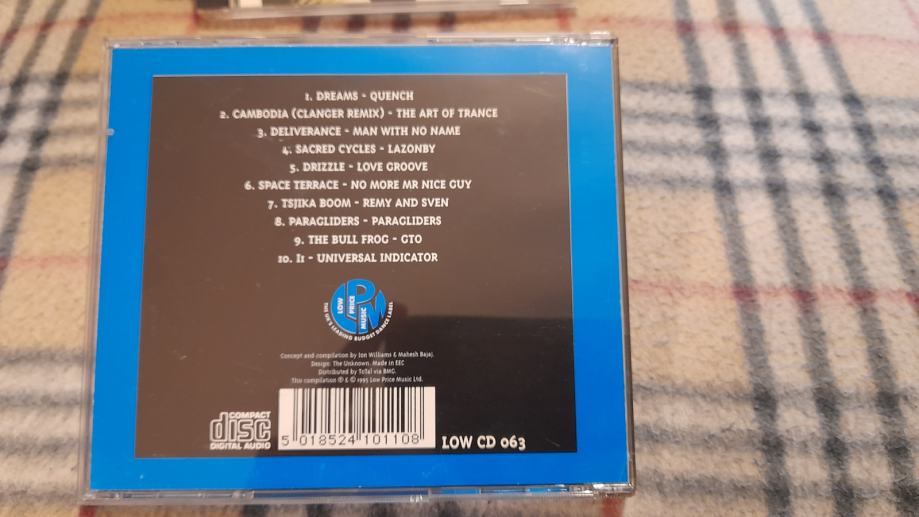 1. DREAMS - QUENCH
2. CAMBODIA (CLANGER REMIX) - THE ART OF TRANCE
3. DELIVERANCE - MAN WITH NO NAME
4. SACRED CYCLES - LAZONBY
5. DRIZZLE - LOVE GROOVE
6. SPACE TERRACE - NO MORE MR NICE GUY
7. TSJIKA BOOM - REMY AND SVEN
8. PARAGLIDERS - PARAGLIDERS
9. THE BULL FROG - GTO
10. I1 - UNIVERSAL INDICATOR
LOW PRICE MUSIC
LPM
THE UK'S LEADING BUDGET DANCE LABEL
Concept and compilation by Jon Williams & Mahesh Bajaj.
Design: The Unknown. Made in EEC
Distributed by ToTal via BMG.
This compilation ℗ & © 1995 Low Price Music Ltd.
COMPACT
disc
DIGITAL AUDIO
5 018524 101108
LOW CD 063